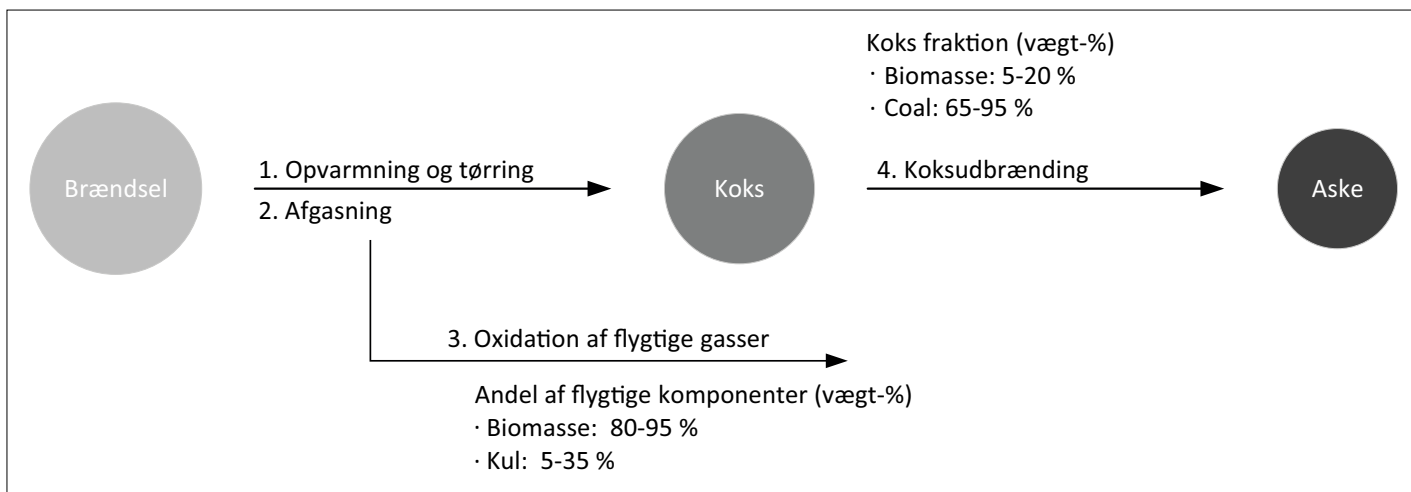 Koks fraktion (vægt-%)
· Biomasse: 5-20 %
· Coal: 65-95 %
Brændsel
1. Opvarmning og tørring
2. Afgasning
Koks
4. Koksudbrænding
Aske
3. Oxidation af flygtige gasser
Andel af flygtige komponenter (vægt-%)
· Biomasse:  80-95 %
· Kul:  5-35 %